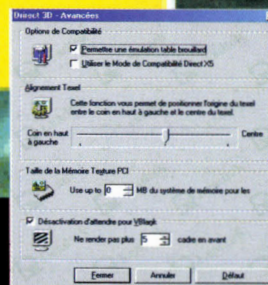 Direct 3D - Avancées
Options de Compatibilité
Permettre une émulation table brouillard
Utiliser le Mode de Compatibilité Direct X5
Alignement Texel
Cette fonction vous permet de positionner l'origine du texel
entre le coin en haut à gauche et le centre du texel.
Coin en haut
à gauche
Centre
Taille de la Mémoire Texture PCI
Use up to 0 MB du système de mémoire pour les
Désactivation d'attendre pour VBlank
Ne render pas plus 5 cadre en avant
Fermer
Annuler
Défaut